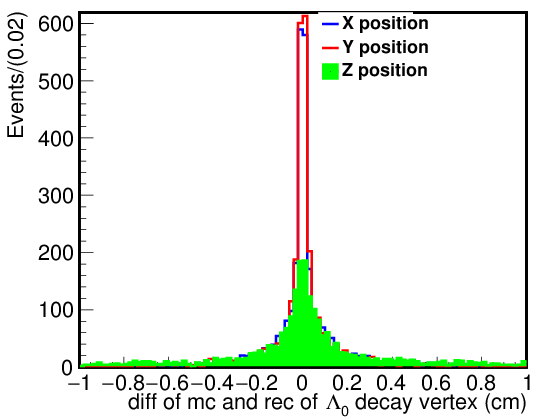 Events/(0.02)
600
500
400
300
200
100
0
X position
Y position
Z position
−1 −0.8 −0.6 −0.4 −0.2 0 0.2 0.4 0.6 0.8 1
diff of mc and rec of Λ₀ decay vertex (cm)